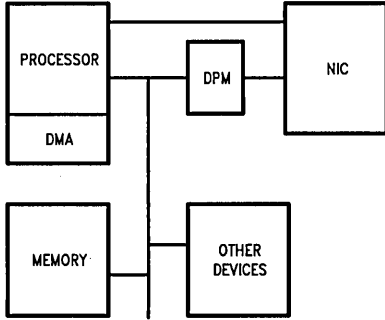 PROCESSOR
DMA
DPM
NIC
MEMORY
OTHER
DEVICES